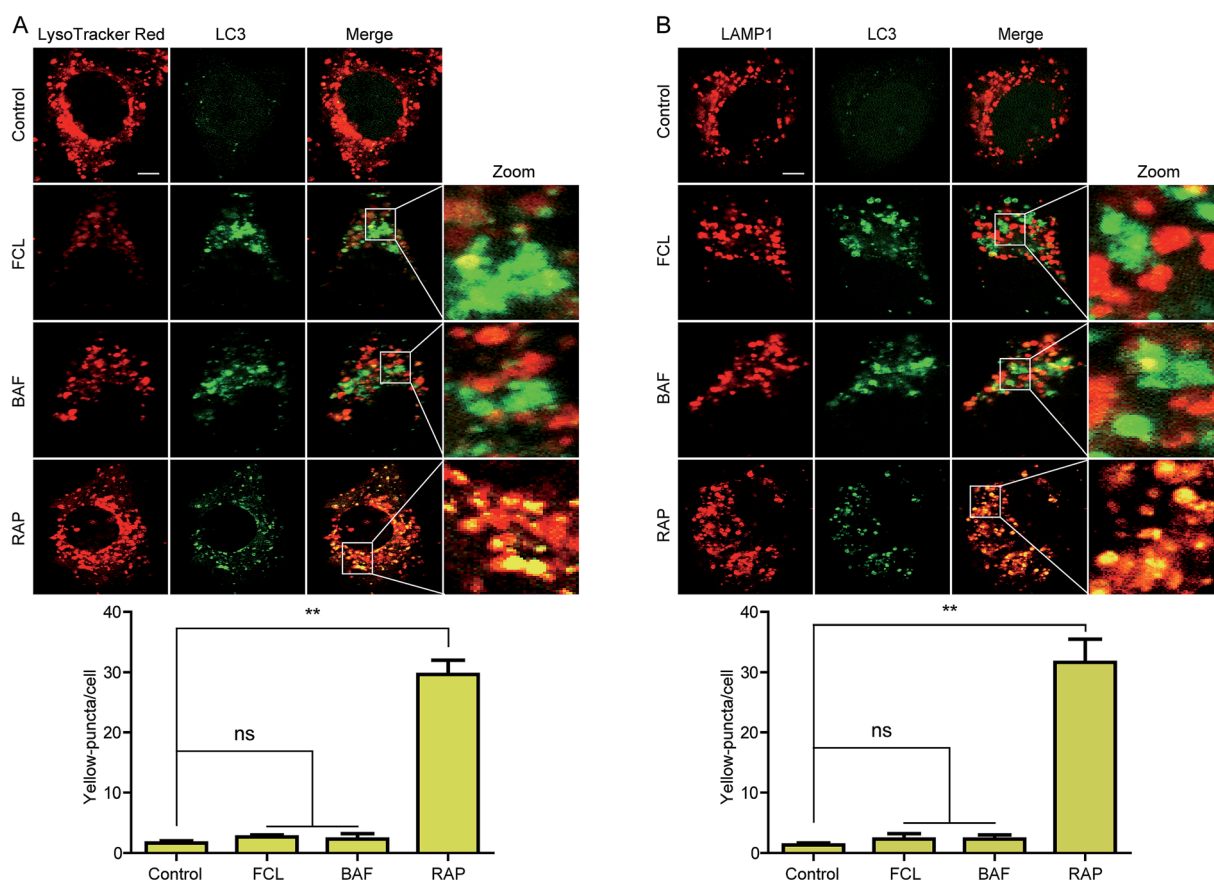 A
LysoTracker Red LC3 Merge
Control
Zoom
FCL
BAF
RAP
Yellow-puncta/cell
40
30
20
10
0
**
ns
Control FCL BAF RAP
B
LAMP1 LC3 Merge
Control
Zoom
FCL
BAF
RAP
Yellow-puncta/cell
40
30
20
10
0
**
ns
Control FCL BAF RAP